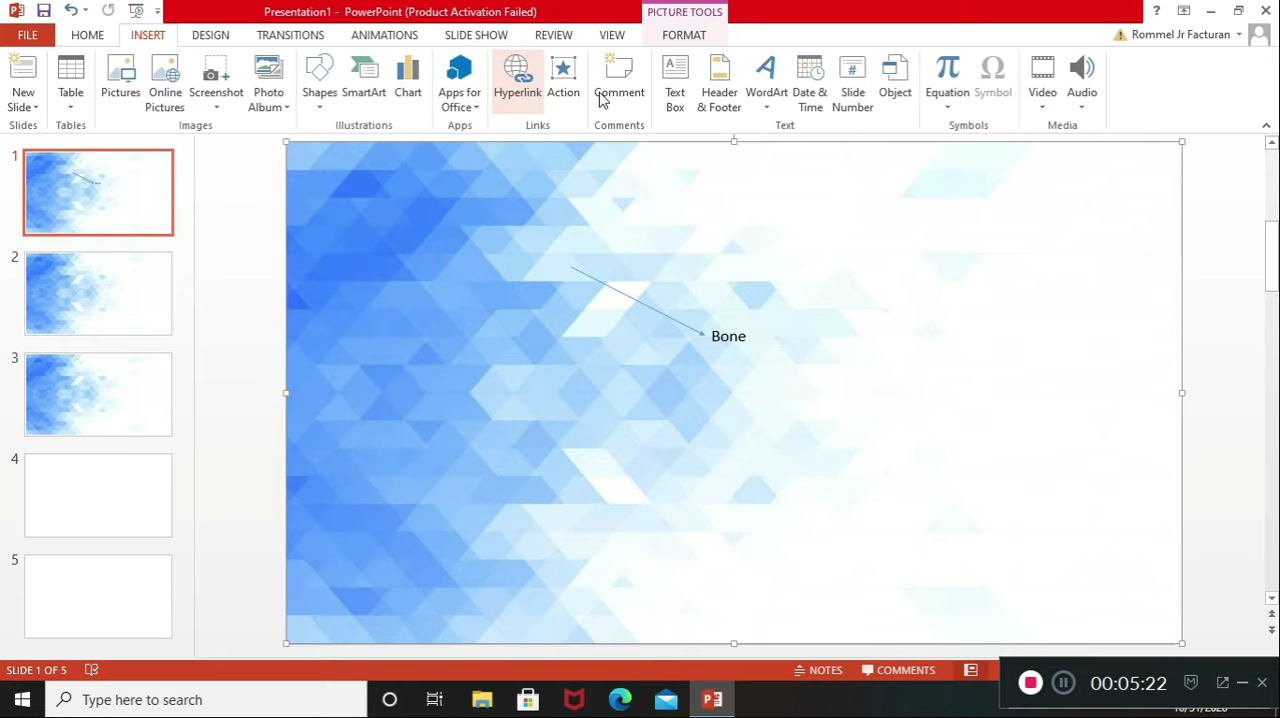 Presentation1 - PowerPoint (Product Activation Failed)
PICTURE TOOLS
?
FILE
HOME
INSERT
DESIGN
TRANSITIONS
ANIMATIONS
SLIDE SHOW
REVIEW
VIEW
FORMAT
Rommel Jr Facturan
New Slide
Table
Pictures
Online Pictures
Screenshot
Photo Album
Shapes
SmartArt
Chart
Apps for Office
Hyperlink
Action
Comment
Text Box
Header & Footer
WordArt
Date & Time
Slide Number
Object
Equation
Symbol
Video
Audio
Slides
Tables
Images
Illustrations
Apps
Links
Comments
Text
Symbols
Media
1
2
3
4
5
Bone
SLIDE 1 OF 5
NOTES
COMMENTS
Type here to search
00:05:22